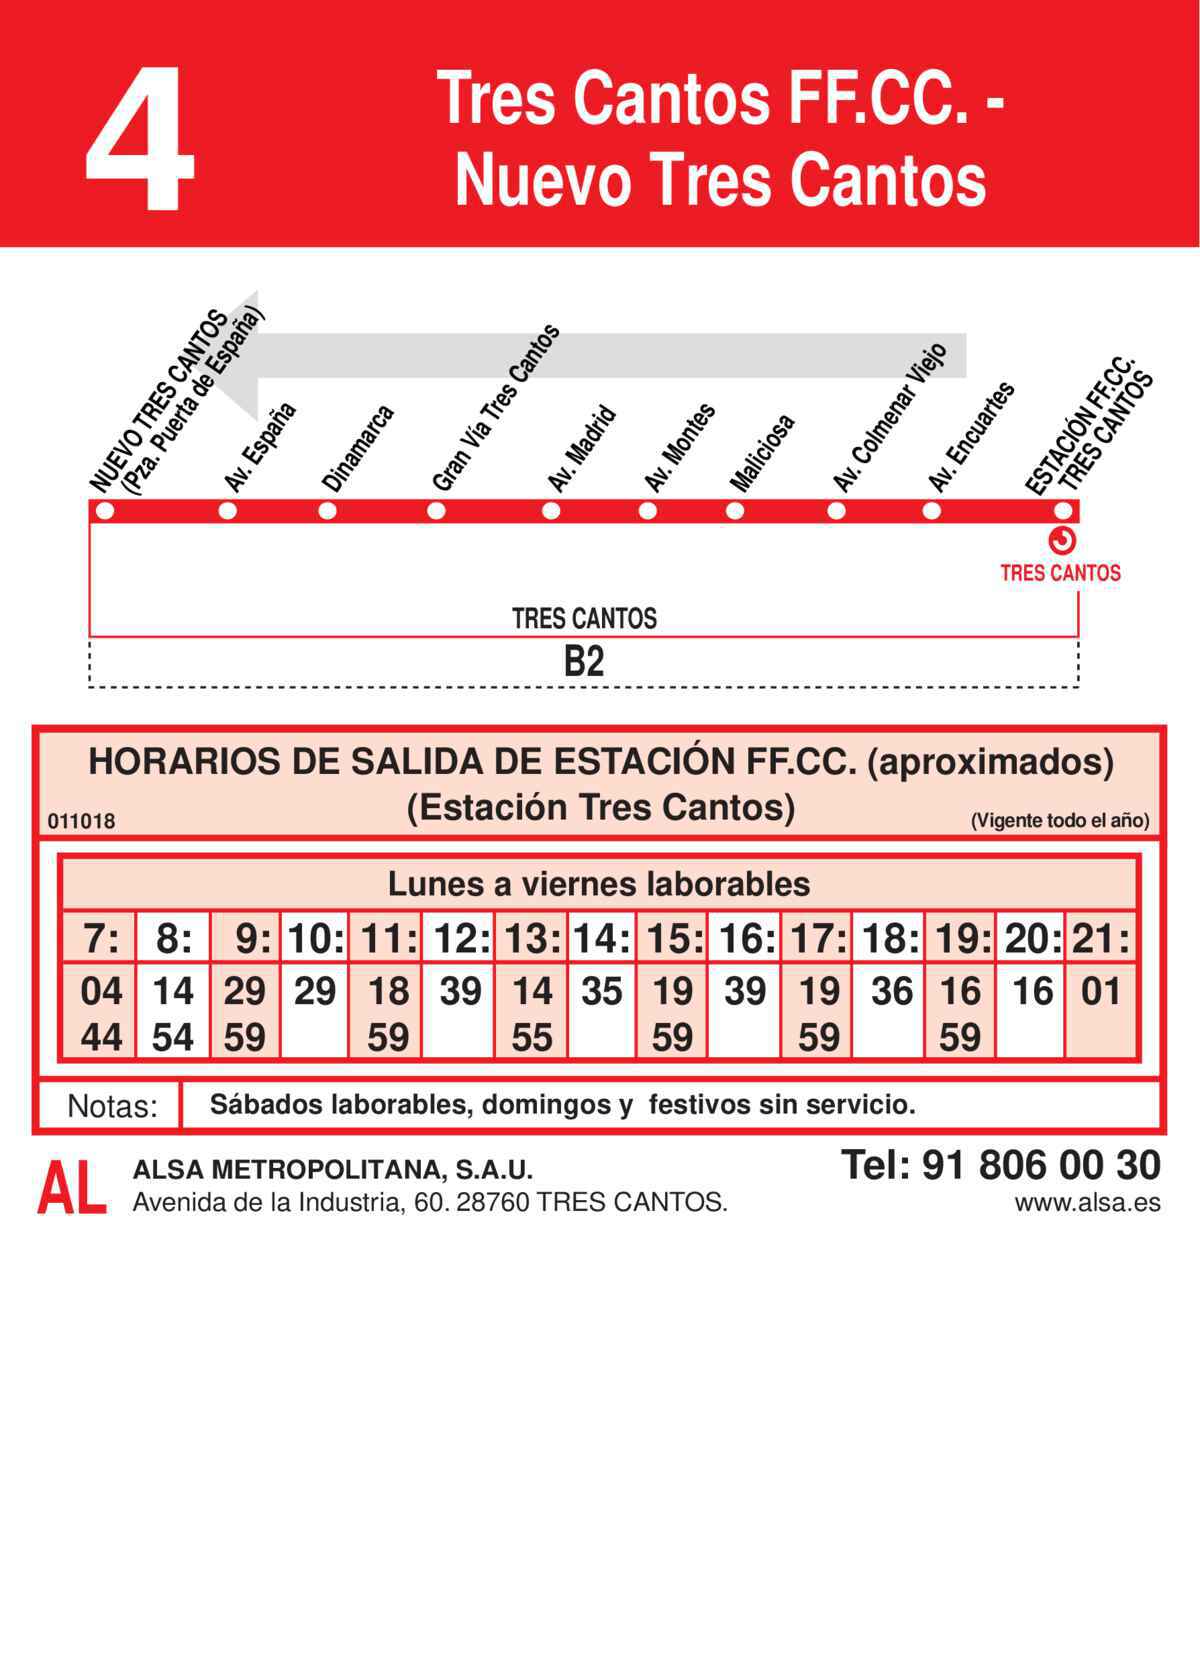 4
Tres Cantos FF.CC. -
Nuevo Tres Cantos
NUEVO TRES CANTOS
(Pza. Puerta de España)
Av. España
Dinamarca
Gran Vía Tres Cantos
Av. Madrid
Av. Montes
Maliciosa
Av. Colmenar Viejo
Av. Encuartes
ESTACIÓN FF.CC.
TRES CANTOS
TRES CANTOS
TRES CANTOS
B2
HORARIOS DE SALIDA DE ESTACIÓN FF.CC. (aproximados)
(Estación Tres Cantos)
011018
(Vigente todo el año)
Lunes a viernes laborables
7: 8: 9: 10: 11: 12: 13: 14: 15: 16: 17: 18: 19: 20: 21:
04 14 29 29 18 39 14 35 19 39 19 36 16 16 01
44 54 59 59 55 59 59 59
Notas: Sábados laborables, domingos y festivos sin servicio.
AL
ALSA METROPOLITANA, S.A.U.
Avenida de la Industria, 60. 28760 TRES CANTOS.
Tel: 91 806 00 30
www.alsa.es